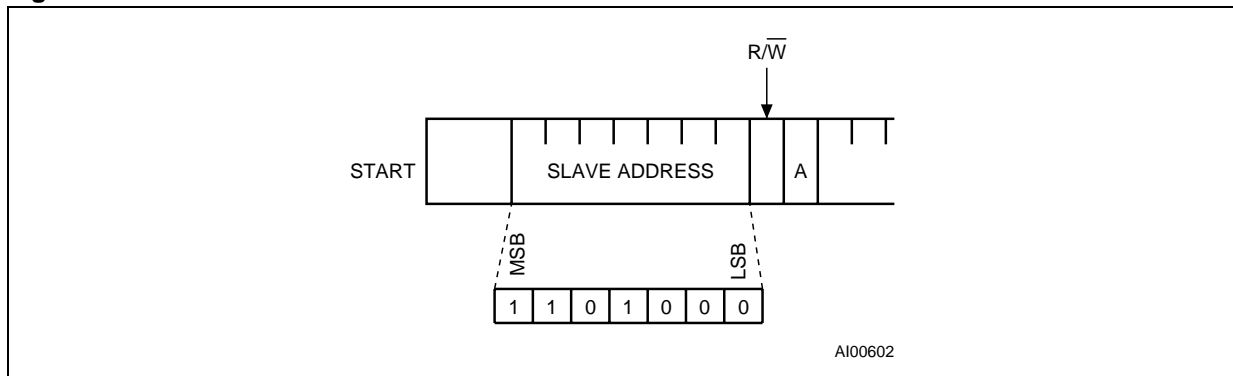 R/W
START
SLAVE ADDRESS
A
MSB
LSB
1 1 0 1 0 0 0
AI00602